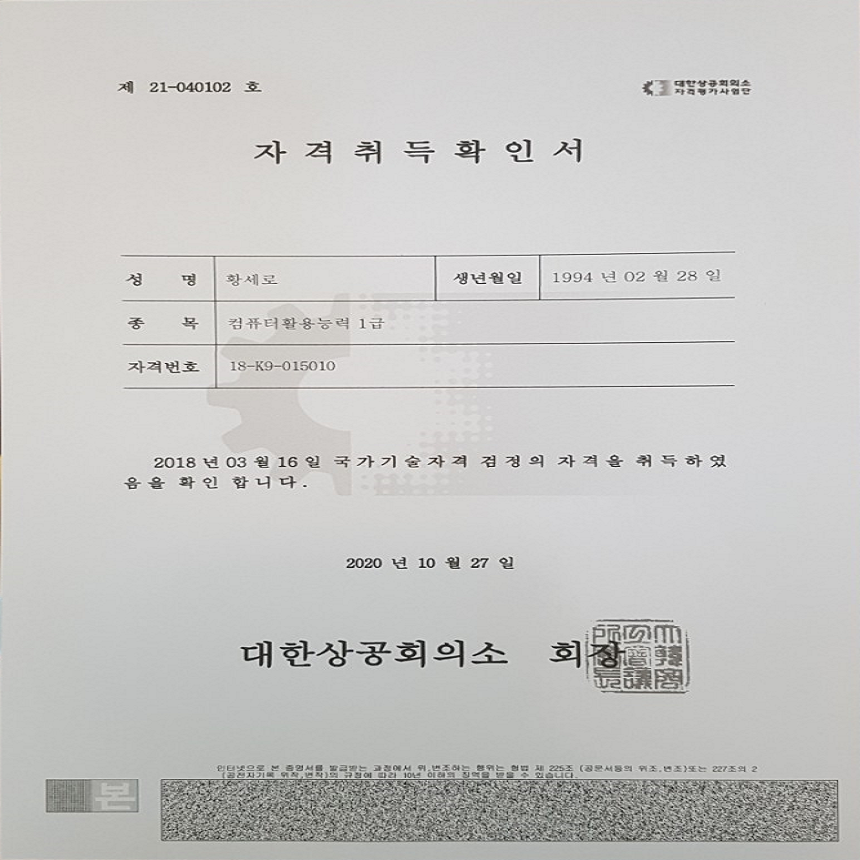 제 21-040102 호
대한상공회의소
자격평가사업단
자 격 취 득 확 인 서
성 명 황세로 생년월일 1994 년 02 월 28 일
종 목 컴퓨터활용능력 1급
자격번호 18-K9-015010
2018 년 03 월 16 일 국가기술자격 검정의 자격을 취득하였
음을 확인 합니다.
2020 년 10 월 27 일
대한상공회의소 회장
인터넷으로 본 증명서를 발급받는 과정에서 위,변조하는 행위는 형법 제 225조 (공문서등의 위조,변조)또는 227조의 2
(공전자기록 위작,변작)의 규정에 따라 10년 이하의 징역을 받을 수 있습니다.
본